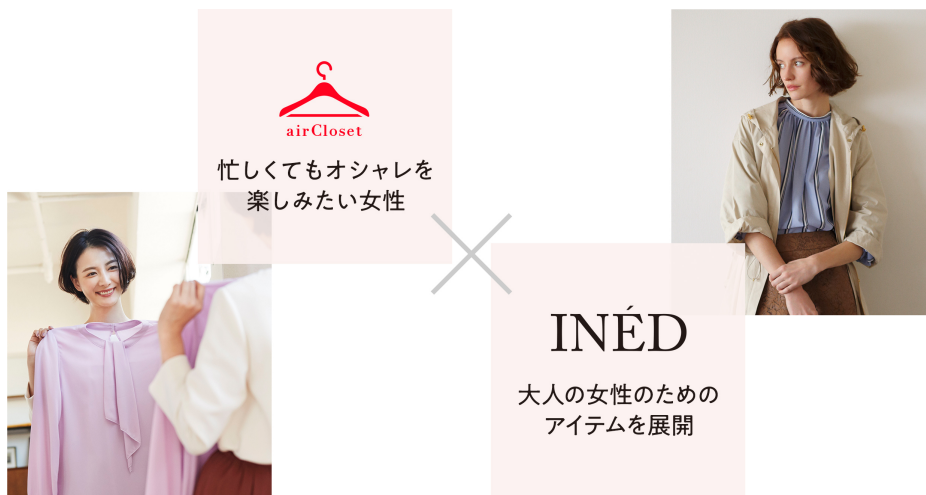 airCloset
忙しくてもオシャレを
楽しみたい女性
INÉD
大人の女性のための
アイテムを展開